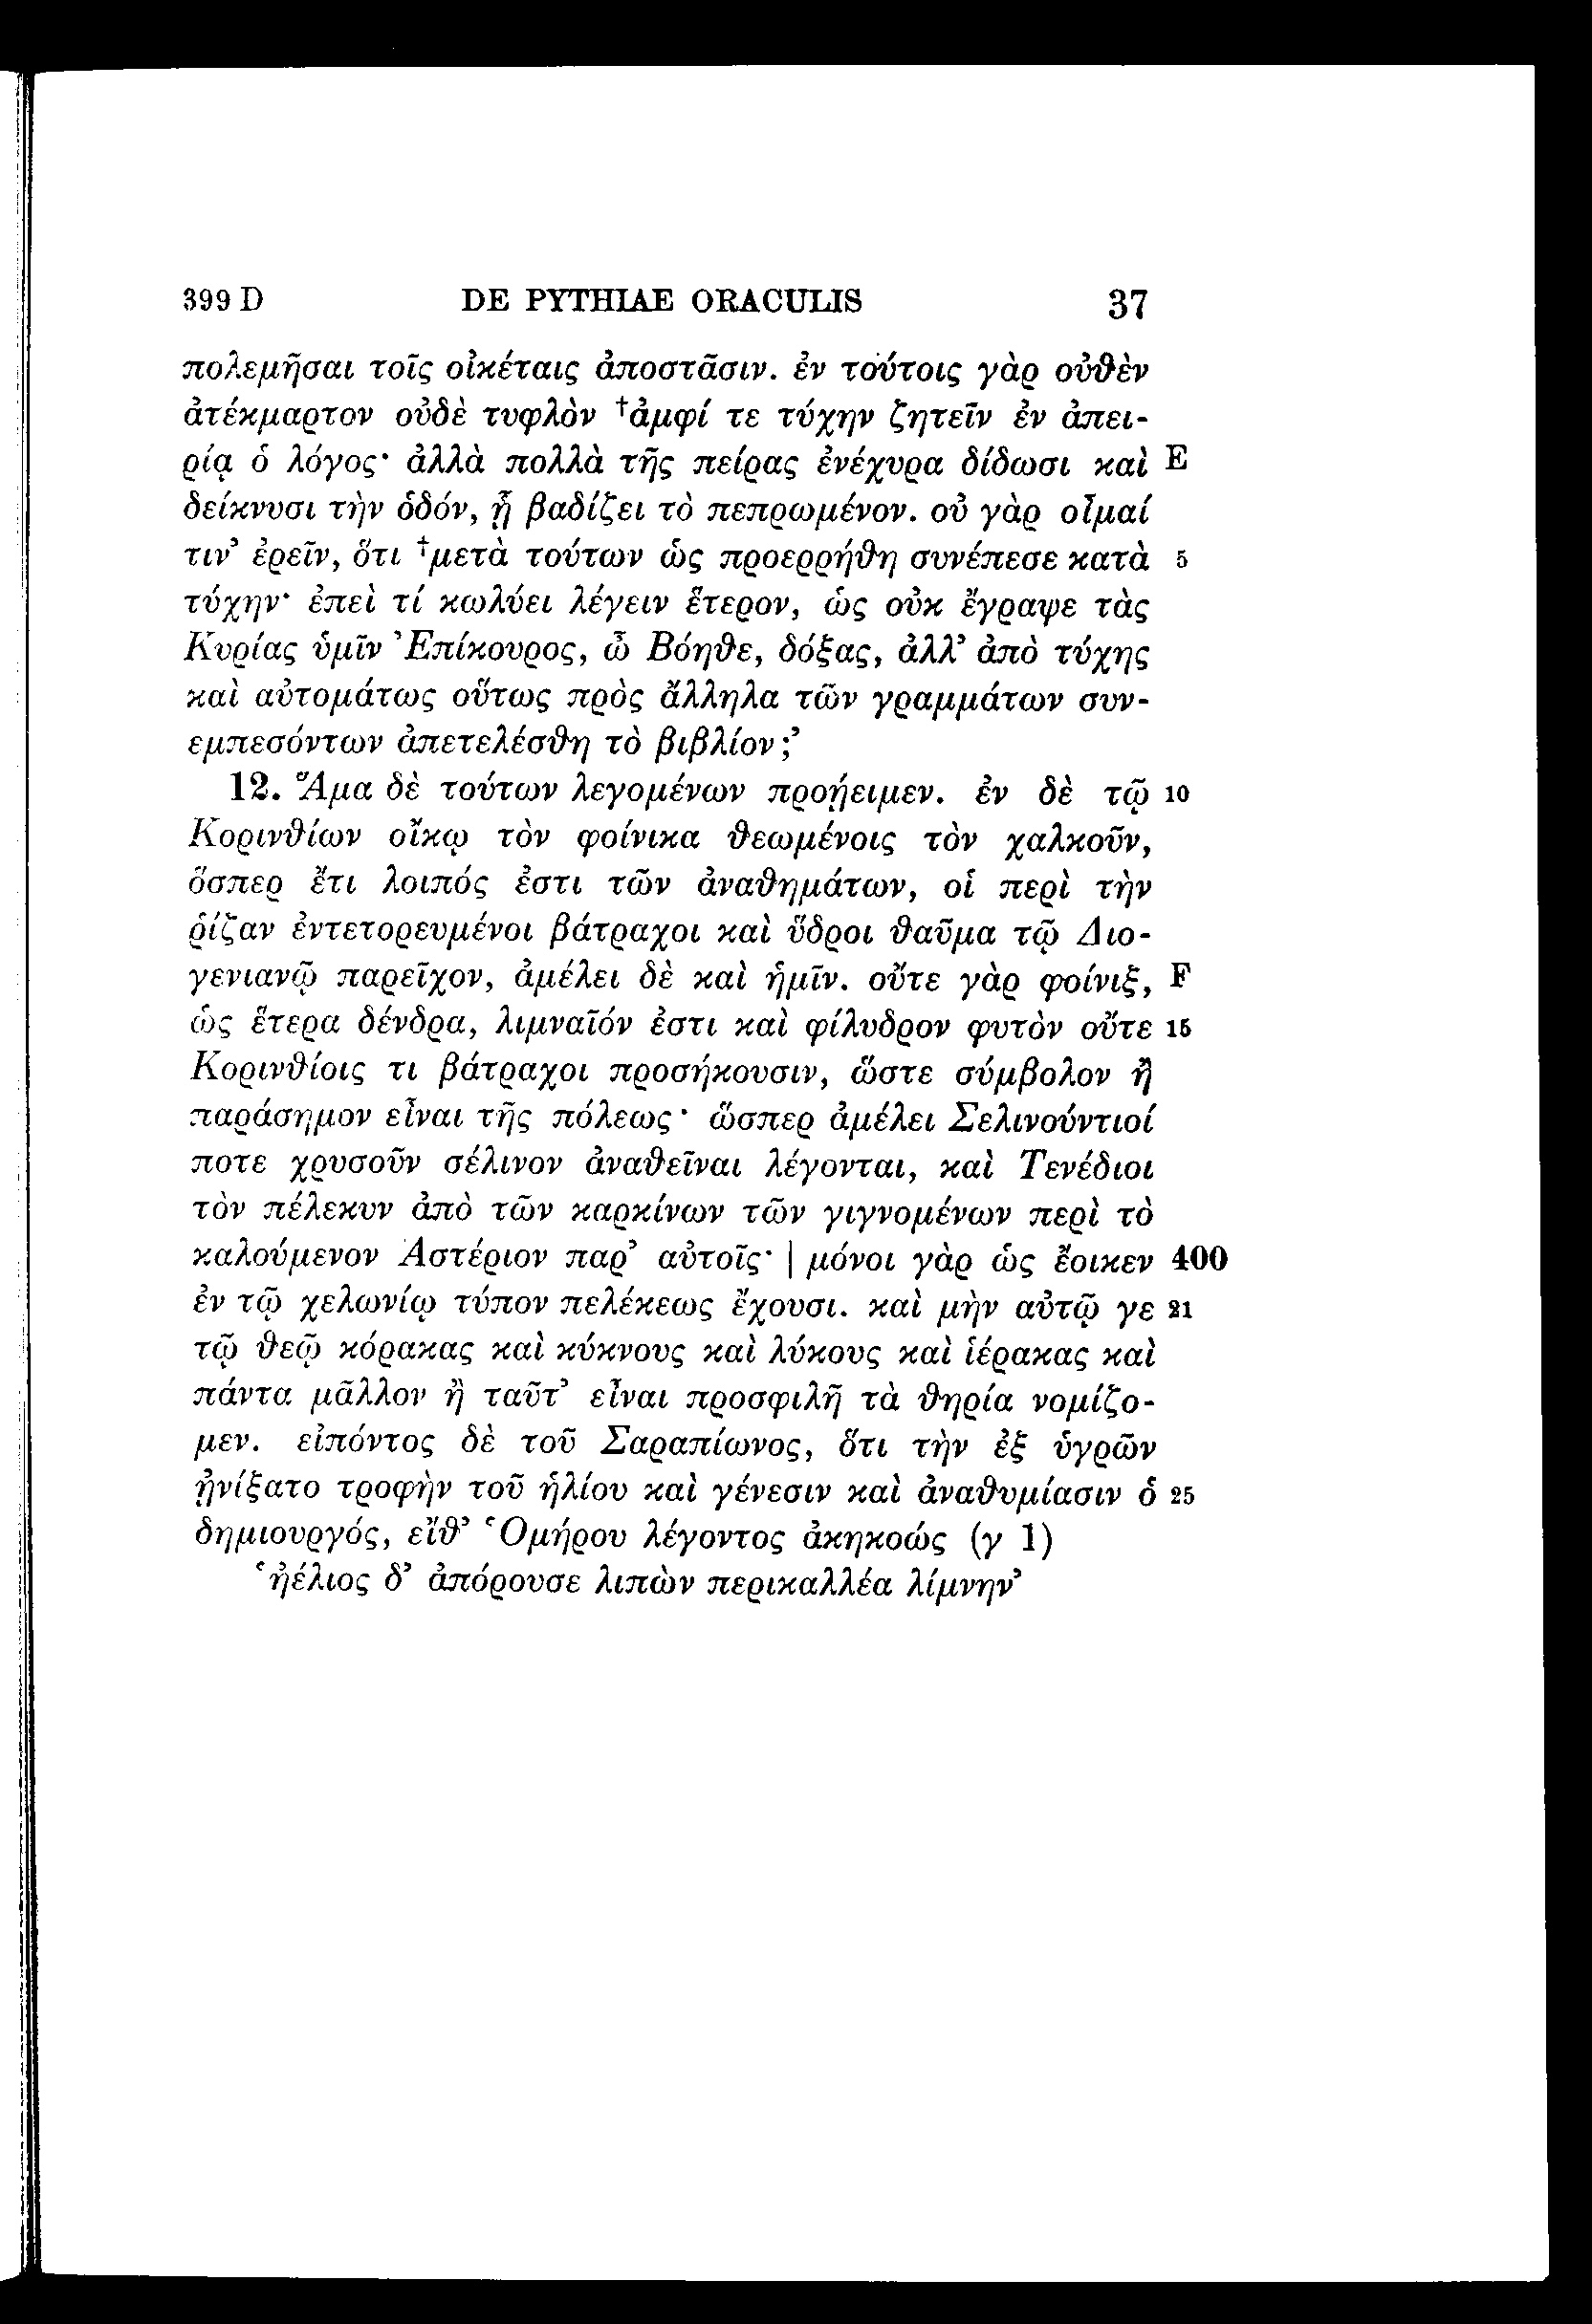 399 D DE PYTHIAE ORACULIS 37
πολεμῆσαι τοῖς οἰκέταις ἀποστᾶσιν. ἐν τούτοις γὰρ οὐθὲν
ἀτέκμαρτον οὐδὲ τυφλὸν †ἀμφί τε τύχην ζητεῖν ἐν ἀπει-
ρίᾳ ὁ λόγος· ἀλλὰ πολλὰ τῆς πείρας ἐνέχυρα δίδωσι καὶ E
δείκνυσι τὴν ὁδόν, ᾗ βαδίζει τὸ πεπρωμένον. οὐ γὰρ οἶμαί
τιν’ ἐρεῖν, ὅτι †μετὰ τούτων ὡς προερρήθη συνέπεσε κατὰ 5
τύχην· ἐπεὶ τί κωλύει λέγειν ἕτερον, ὡς οὐκ ἔγραψε τὰς
Κυρίας ὑμῖν Ἐπίκουρος, ὦ Βόηθε, δόξας, ἀλλ’ ἀπὸ τύχης
καὶ αὐτομάτως οὕτως πρὸς ἄλληλα τῶν γραμμάτων συν-
εμπεσόντων ἀπετελέσθη τὸ βιβλίον;’
12. Ἅμα δὲ τούτων λεγομένων προῄειμεν. ἐν δὲ τῷ 10
Κορινθίων οἴκῳ τὸν φοίνικα θεωμένοις τὸν χαλκοῦν,
ὅσπερ ἔτι λοιπός ἐστι τῶν ἀναθημάτων, οἱ περὶ τὴν
ῥίζαν ἐντετορευμένοι βάτραχοι καὶ ὕδροι θαῦμα τῷ Διο-
γενιανῷ παρεῖχον, ἀμέλει δὲ καὶ ἡμῖν. οὔτε γὰρ φοίνιξ, F
ὡς ἕτερα δένδρα, λιμναῖόν ἐστι καὶ φίλυδρον φυτὸν οὔτε 15
Κορινθίοις τι βάτραχοι προσήκουσιν, ὥστε σύμβολον ἢ
παράσημον εἶναι τῆς πόλεως· ὥσπερ ἀμέλει Σελινούντιοί
ποτε χρυσοῦν σέλινον ἀναθεῖναι λέγονται, καὶ Τενέδιοι
τὸν πέλεκυν ἀπὸ τῶν καρκίνων τῶν γιγνομένων περὶ τὸ
καλούμενον Ἀστέριον παρ’ αὐτοῖς· | μόνοι γὰρ ὡς ἔοικεν 400
ἐν τῷ χελωνίῳ τύπον πελέκεως ἔχουσι. καὶ μὴν αὐτῷ γε 21
τῷ θεῷ κόρακας καὶ κύκνους καὶ λύκους καὶ ἱέρακας καὶ
πάντα μᾶλλον ἢ ταῦτ’ εἶναι προσφιλῆ τὰ θηρία νομίζο-
μεν. εἰπόντος δὲ τοῦ Σαραπίωνος, ὅτι τὴν ἐξ ὑγρῶν
ᾐνίξατο τροφὴν τοῦ ἡλίου καὶ γένεσιν καὶ ἀναθυμίασιν ὁ 25
δημιουργός, εἴθ’ Ὁμήρου λέγοντος ἀκηκοώς (γ 1)
‘ἠέλιος δ’ ἀπόρουσε λιπὼν περικαλλέα λίμνην’